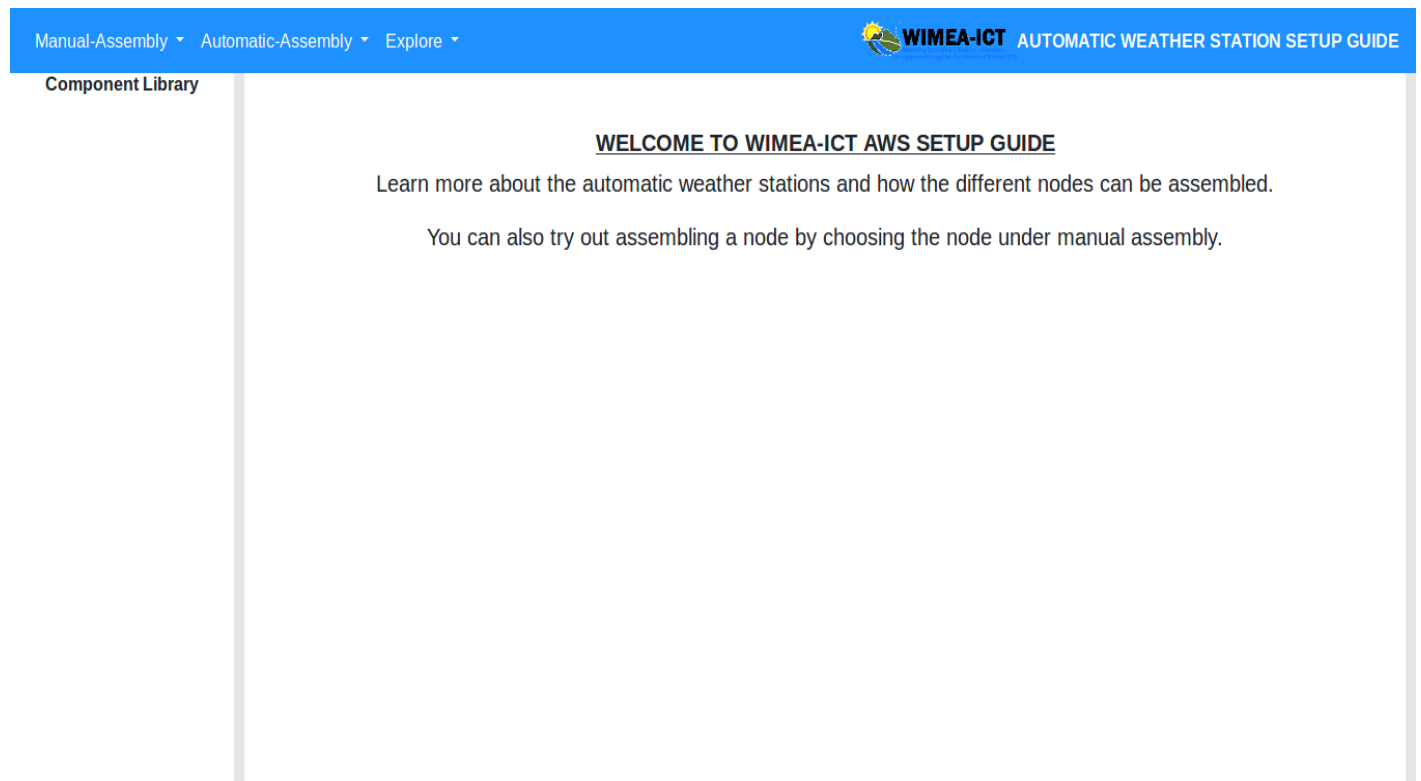 Manual-Assembly Automatic-Assembly Explore WIMEA-ICT AUTOMATIC WEATHER STATION SETUP GUIDE
Component Library
WELCOME TO WIMEA-ICT AWS SETUP GUIDE
Learn more about the automatic weather stations and how the different nodes can be assembled.
You can also try out assembling a node by choosing the node under manual assembly.